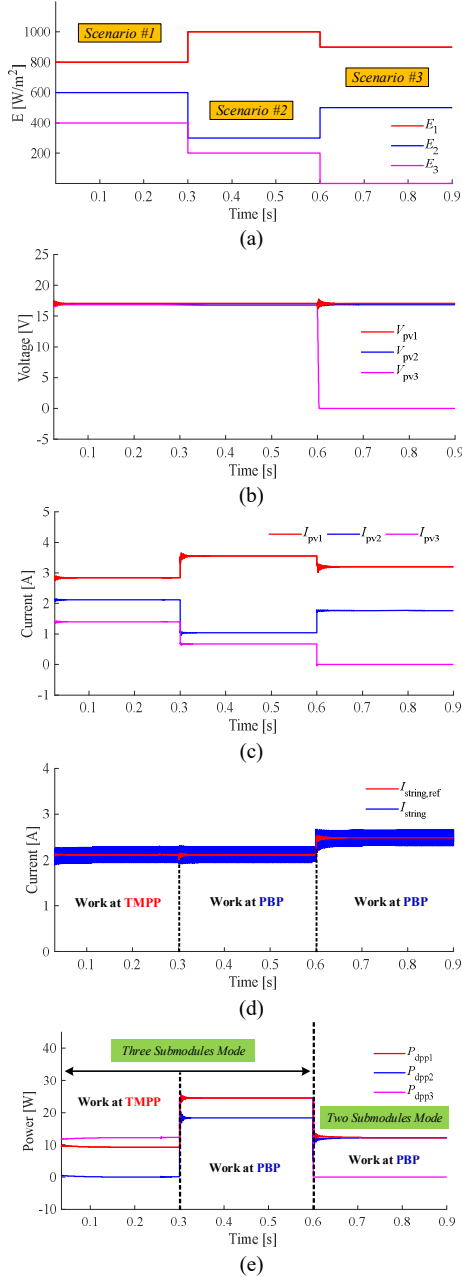 Scenario #1
Scenario #2
Scenario #3
E [W/m²]
1000
800
600
400
200
E1
E2
E3
0.1 0.2 0.3 0.4 0.5 0.6 0.7 0.8 0.9
Time [s]
(a)
Voltage [V]
25
20
15
10
5
0
-5
Vpv1
Vpv2
Vpv3
0.1 0.2 0.3 0.4 0.5 0.6 0.7 0.8 0.9
Time [s]
(b)
Current [A]
5
4
3
2
1
0
-1
Ipv1 Ipv2 Ipv3
0.1 0.2 0.3 0.4 0.5 0.6 0.7 0.8 0.9
Time [s]
(c)
Current [A]
4
3
2
1
0
Istring,ref
Istring
Work at TMPP
Work at PBP
Work at PBP
0.1 0.2 0.3 0.4 0.5 0.6 0.7 0.8 0.9
Time [s]
(d)
Power [W]
40
30
20
10
0
-10
Three Submodules Mode
Pdpp1
Pdpp2
Pdpp3
Work at TMPP
Two Submodules Mode
Work at PBP
Work at PBP
0.1 0.2 0.3 0.4 0.5 0.6 0.7 0.8 0.9
Time [s]
(e)